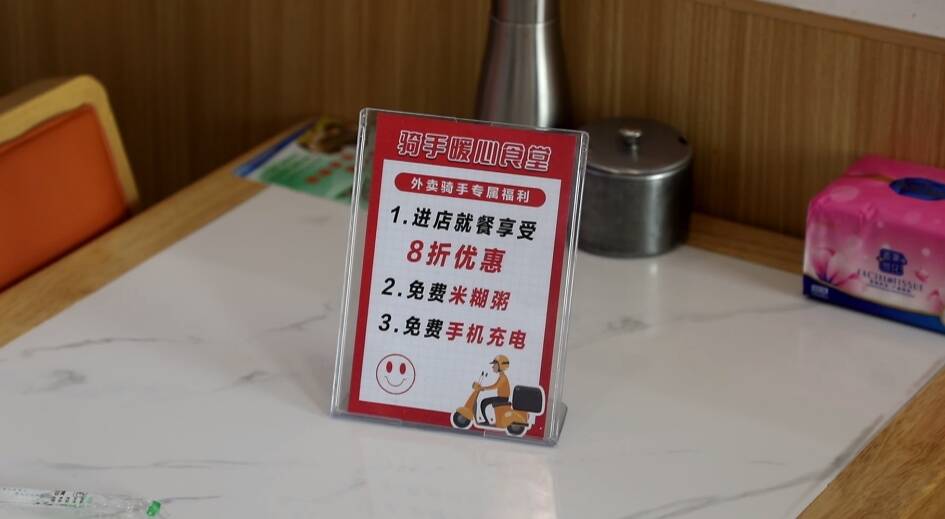 骑手暖心食堂
外卖骑手专属福利
1.进店就餐享受
8折优惠
2.免费米糊粥
3.免费手机充电